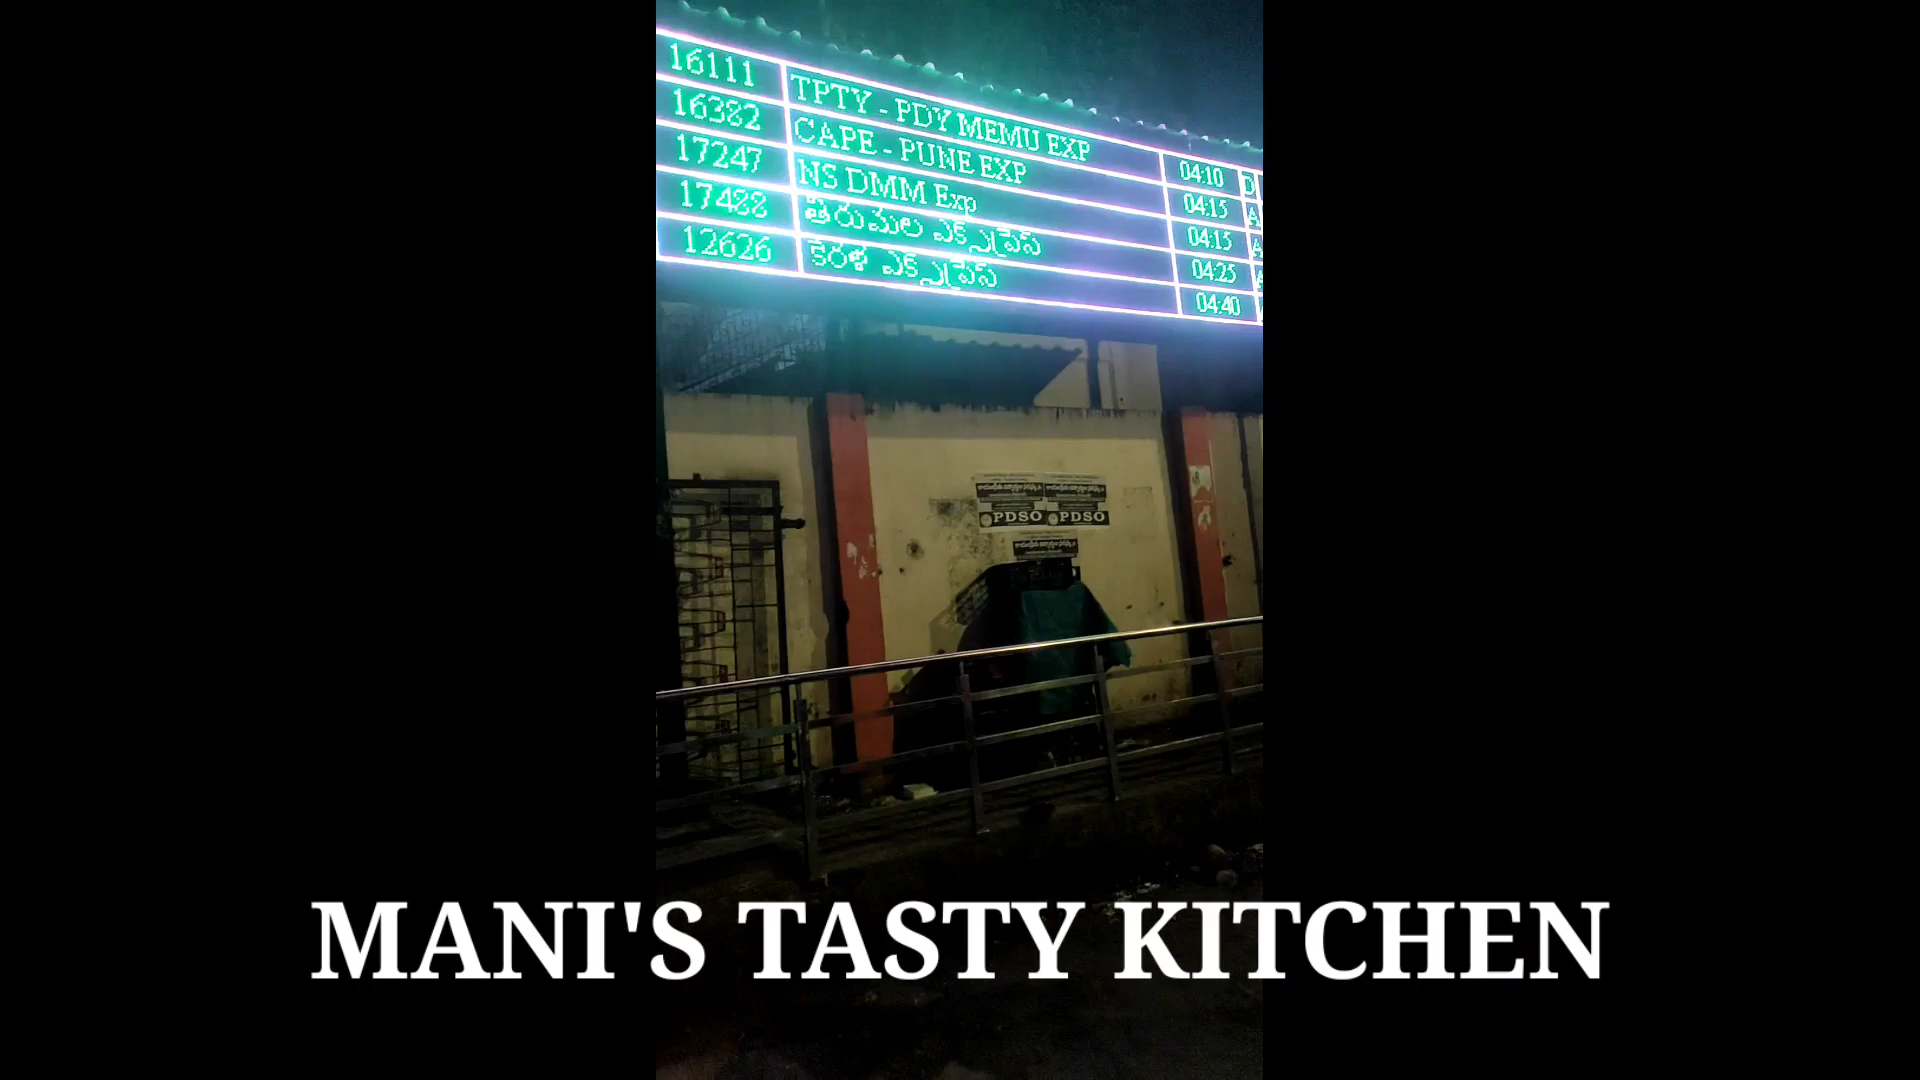 16111 TPTY - PDY MEMU EXP 04:10 D
16382 CAPE - PUNE EXP 04:15 A
17247 NS DMM Exp 04:15 A
17488 తిరుమల ఎక్స్ప్రెస్ 04:25 A
12626 కేరళ ఎక్స్ప్రెస్ 04:40
PDSO PDSO
MANI'S TASTY KITCHEN